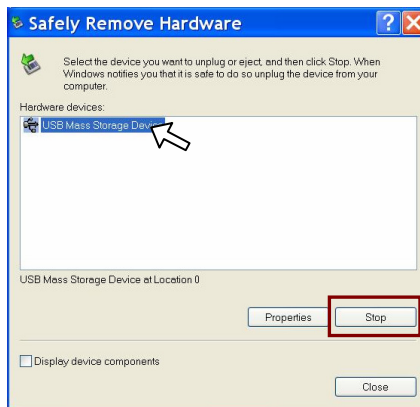 Safely Remove Hardware
Select the device you want to unplug or eject, and then click Stop. When
Windows notifies you that it is safe to do so unplug the device from your
computer.
Hardware devices:
USB Mass Storage Device
USB Mass Storage Device at Location 0
Properties
Stop
Display device components
Close